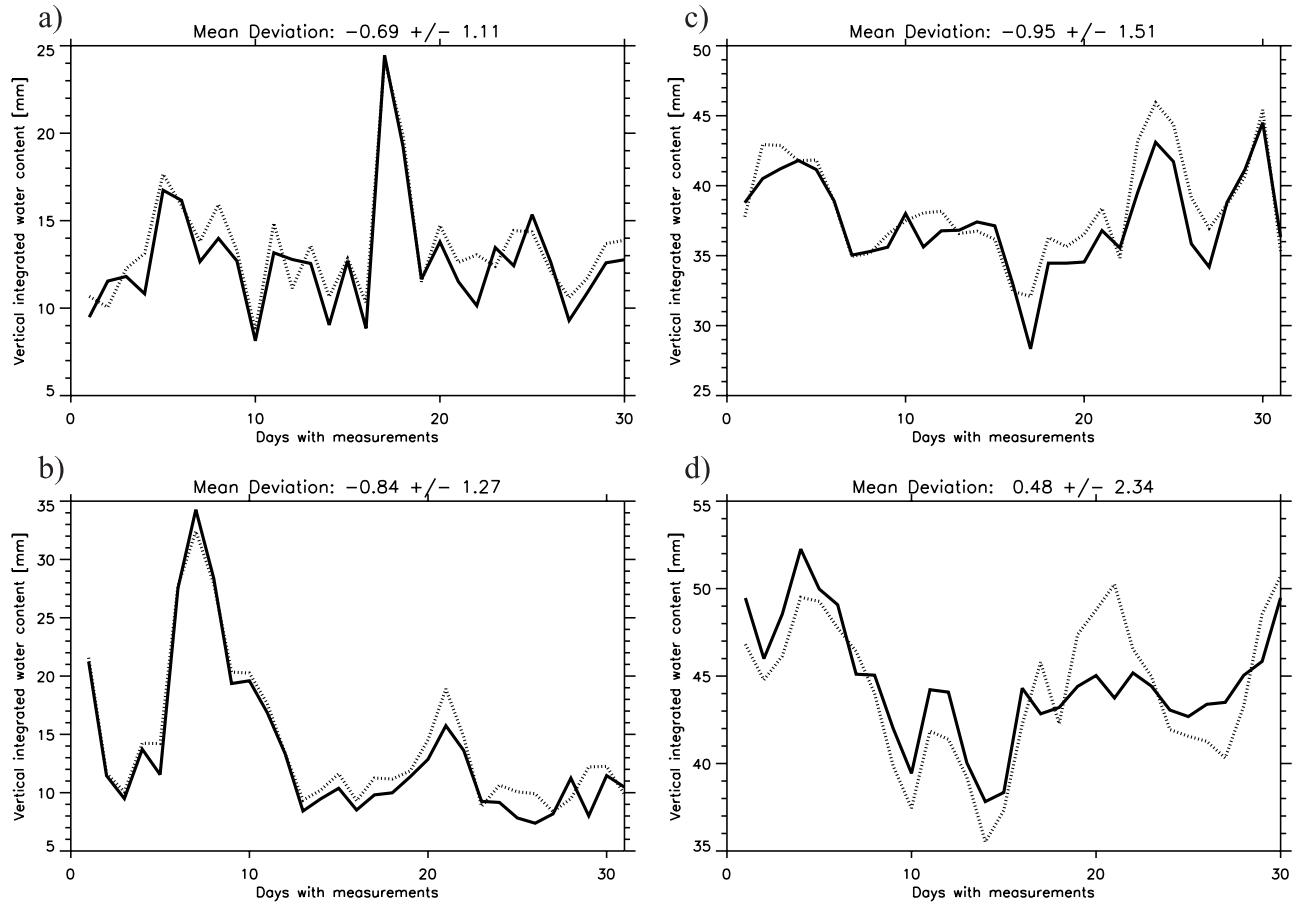 a)
Mean Deviation: -0.69 +/- 1.11
Vertical integrated water content [mm]
25
20
15
10
5
0 10 20 30
Days with measurements
c)
Mean Deviation: -0.95 +/- 1.51
Vertical integrated water content [mm]
50
45
40
35
30
25
0 10 20 30
Days with measurements
b)
Mean Deviation: -0.84 +/- 1.27
Vertical integrated water content [mm]
35
30
25
20
15
10
5
0 10 20 30
Days with measurements
d)
Mean Deviation: 0.48 +/- 2.34
Vertical integrated water content [mm]
55
50
45
40
35
0 10 20 30
Days with measurements